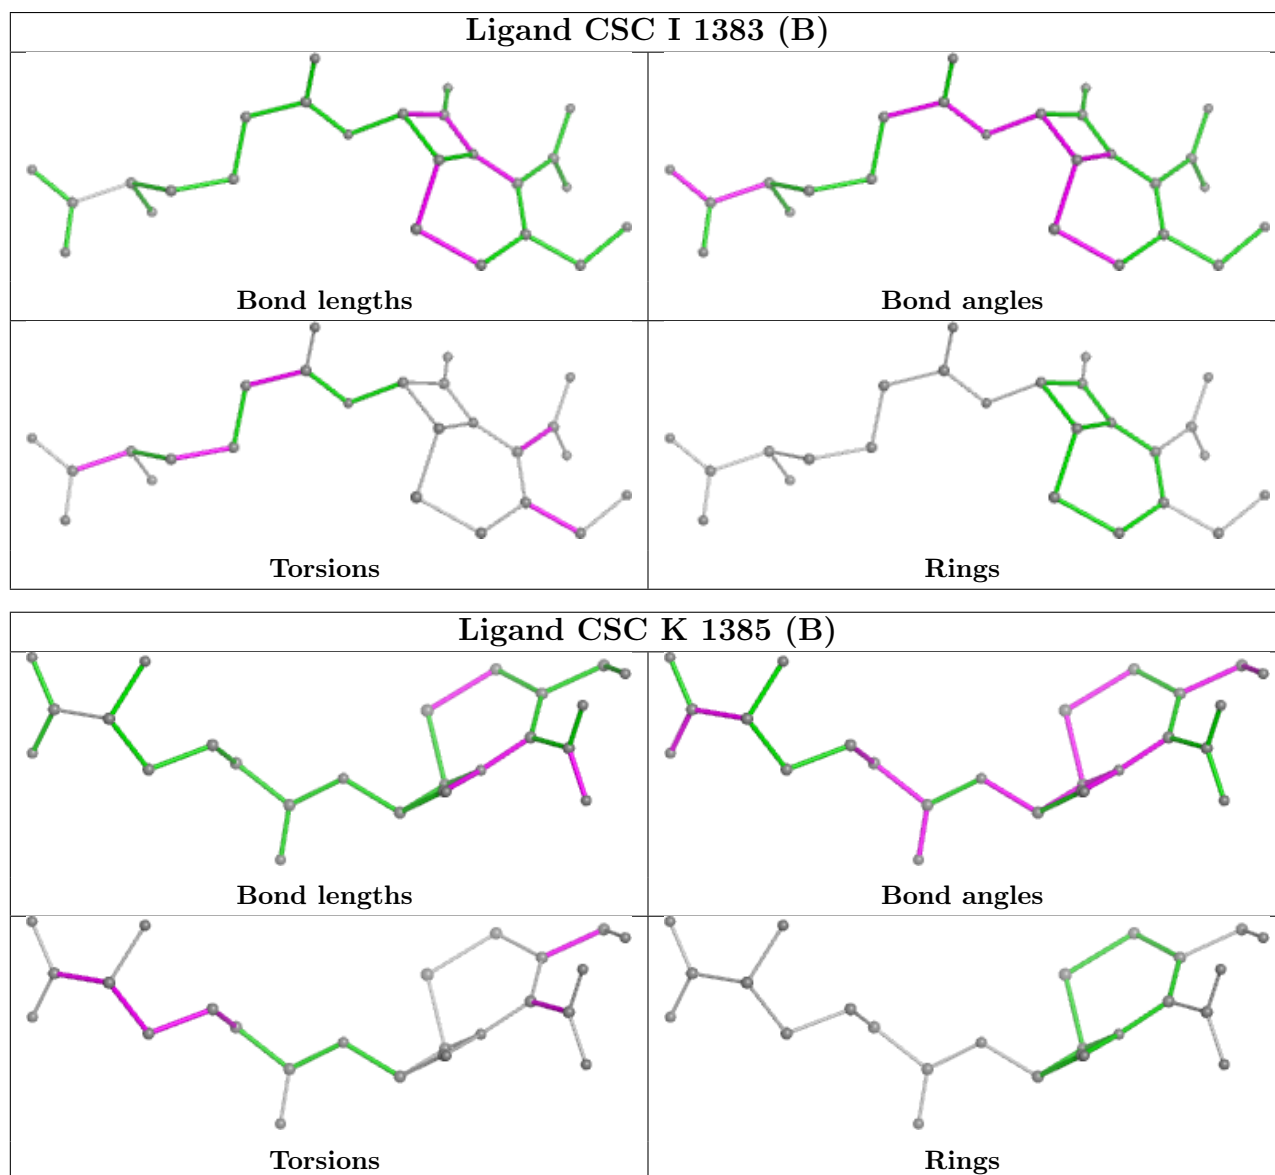 Ligand CSC I 1383 (B)
Bond lengths
Bond angles
Torsions
Rings
Ligand CSC K 1385 (B)
Bond lengths
Bond angles
Torsions
Rings